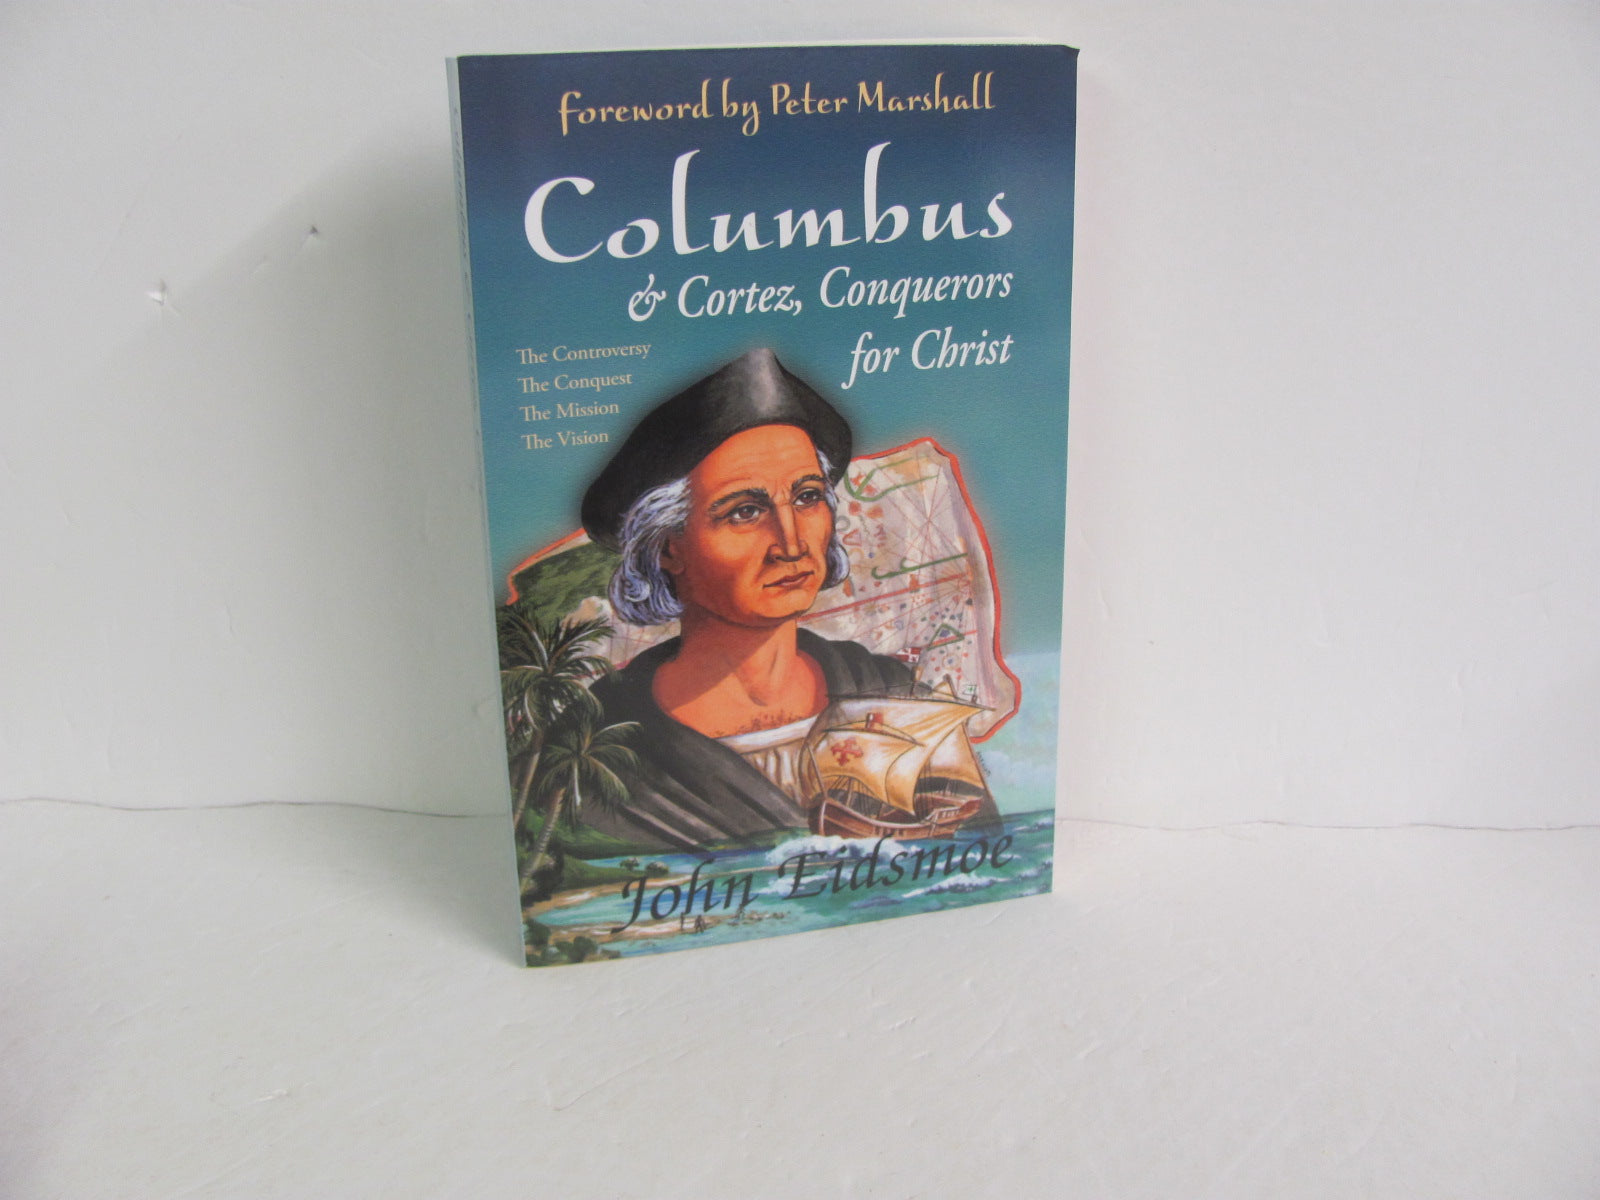 foreword by Peter Marshall
Columbus
& Cortez, Conquerors
for Christ
The Controversy
The Conquest
The Mission
The Vision
John Eidsmoe